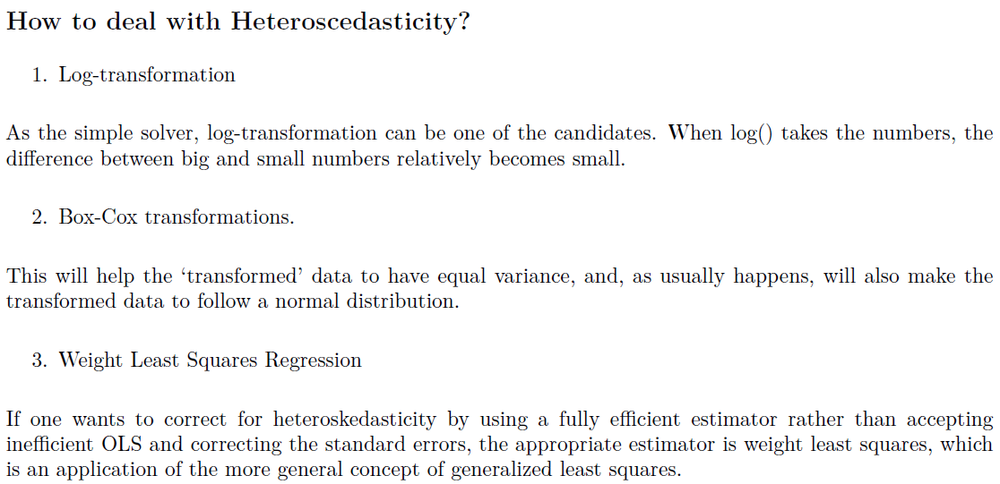 How to deal with Heteroscedasticity?
1. Log-transformation
As the simple solver, log-transformation can be one of the candidates. When log() takes the numbers, the
difference between big and small numbers relatively becomes small.
2. Box-Cox transformations.
This will help the ‘transformed’ data to have equal variance, and, as usually happens, will also make the
transformed data to follow a normal distribution.
3. Weight Least Squares Regression
If one wants to correct for heteroskedasticity by using a fully efficient estimator rather than accepting
inefficient OLS and correcting the standard errors, the appropriate estimator is weight least squares, which
is an application of the more general concept of generalized least squares.